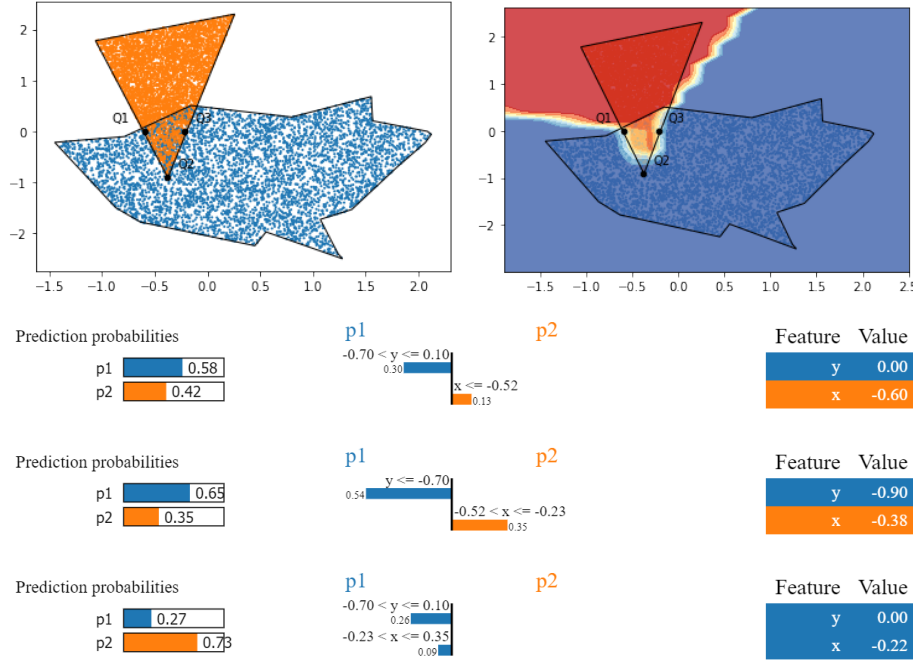 2
1
0
−1
−2
Q1
Q3
Q2
−1.5
−1.0
−0.5
0.0
0.5
1.0
1.5
2.0
2
1
0
−1
−2
Q1
Q3
Q2
−1.5
−1.0
−0.5
0.0
0.5
1.0
1.5
2.0
2.5
Prediction probabilities
p1 0.58
p2 0.42
p1 p2
-0.70 < y <= 0.10
0.30
x <= -0.52
0.13
Feature Value
y 0.00
x -0.60
Prediction probabilities
p1 0.65
p2 0.35
p1 p2
y <= -0.70
0.54
-0.52 < x <= -0.23
0.35
Feature Value
y -0.90
x -0.38
Prediction probabilities
p1 0.27
p2 0.73
p1 p2
-0.70 < y <= 0.10
0.26
-0.23 < x <= 0.35
0.09
Feature Value
y 0.00
x -0.22